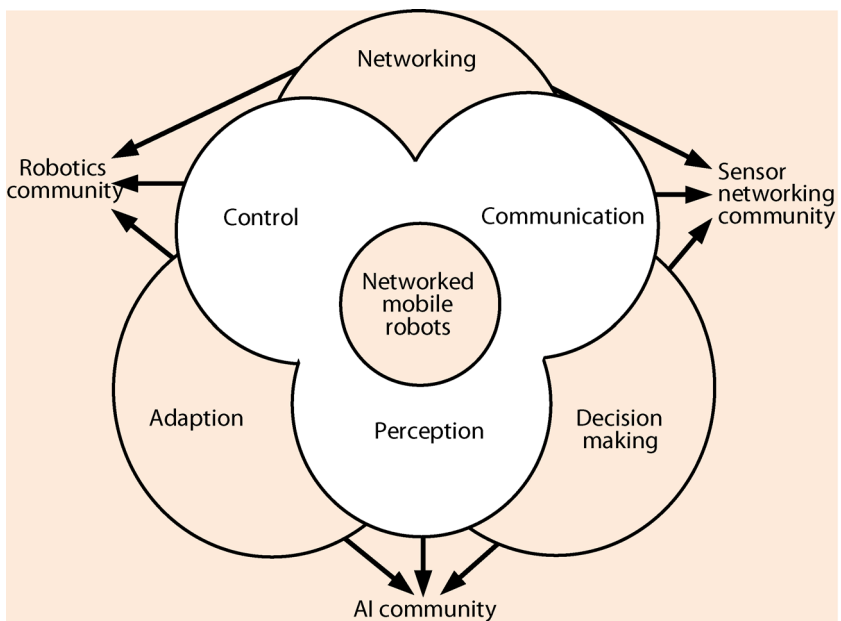 Networking
Robotics
community
Sensor
networking
community
Control
Communication
Networked
mobile
robots
Adaption
Perception
Decision
making
AI community